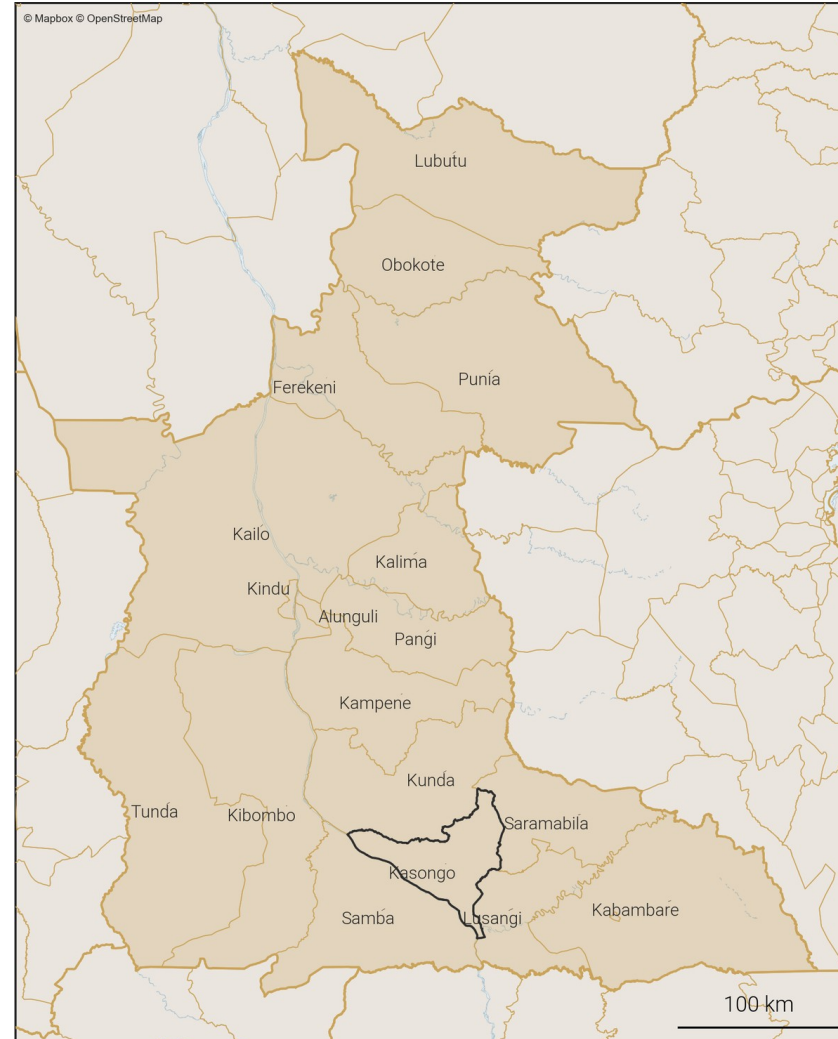 © Mapbox © OpenStreetMap
Lubutu
Obokote
Punia
Ferekeni
Kailo
Kalima
Kindu
Alunguli
Pangi
Kampene
Kunda
Tunda
Kibombo
Saramabila
Kasongo
Samba
Lusangi
Kabambare
100 km